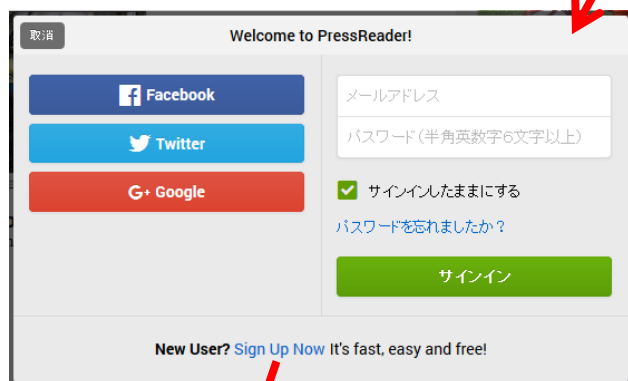 取消
Welcome to PressReader!
Facebook
Twitter
G+ Google
メールアドレス
パスワード(半角英数字6文字以上)
サインインしたままにする
パスワードを忘れましたか?
サインイン
New User? Sign Up Now It's fast, easy and free!